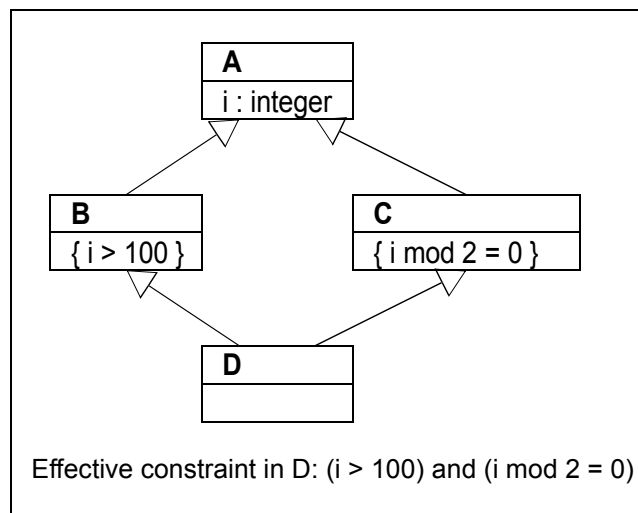 A
i : integer
B
C
{ i > 100 }
{ i mod 2 = 0 }
D
Effective constraint in D: (i > 100) and (i mod 2 = 0)